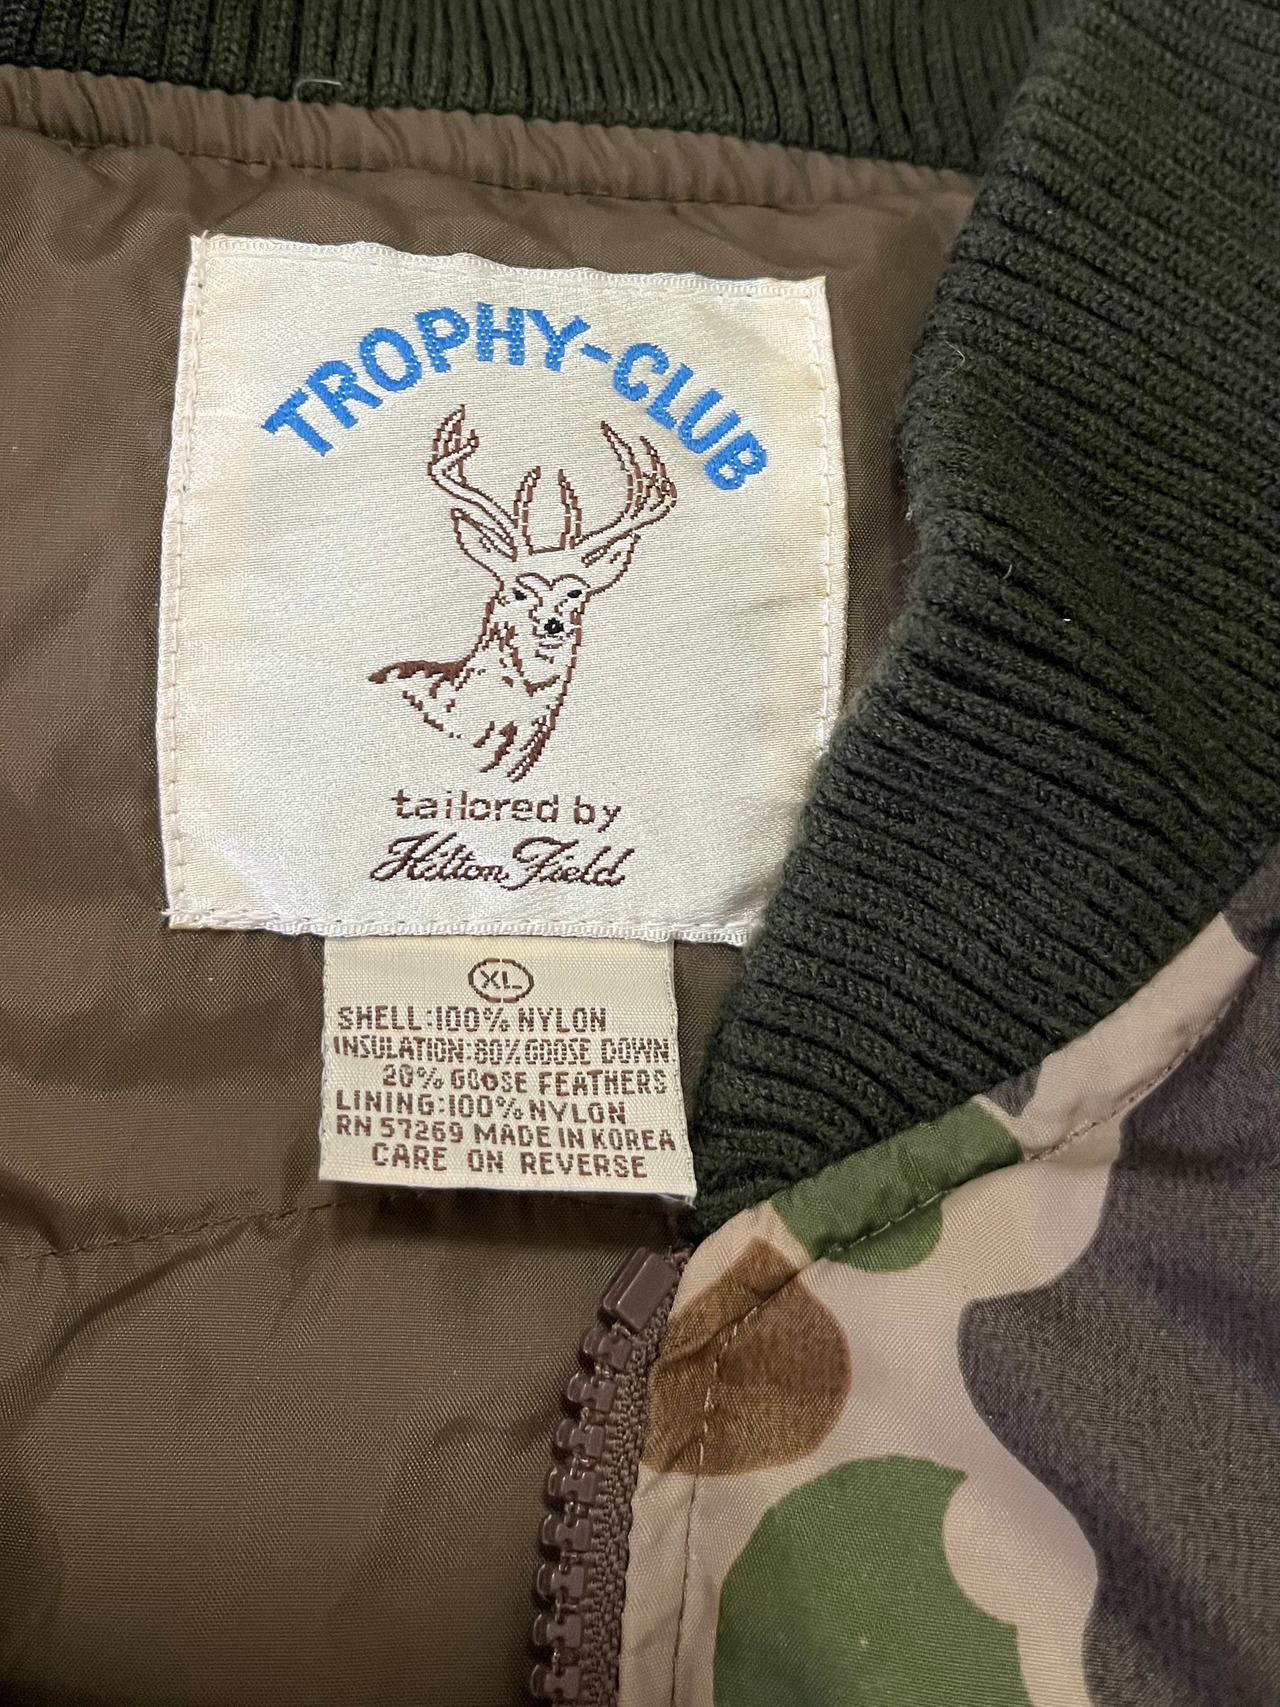 TROPHY-CLUB
tailored by
Hilton Field
XL
SHELL:100% NYLON
INSULATION:80% GOOSE DOWN
20% GOOSE FEATHERS
LINING:100% NYLON
RN 57269 MADE IN KOREA
CARE ON REVERSE